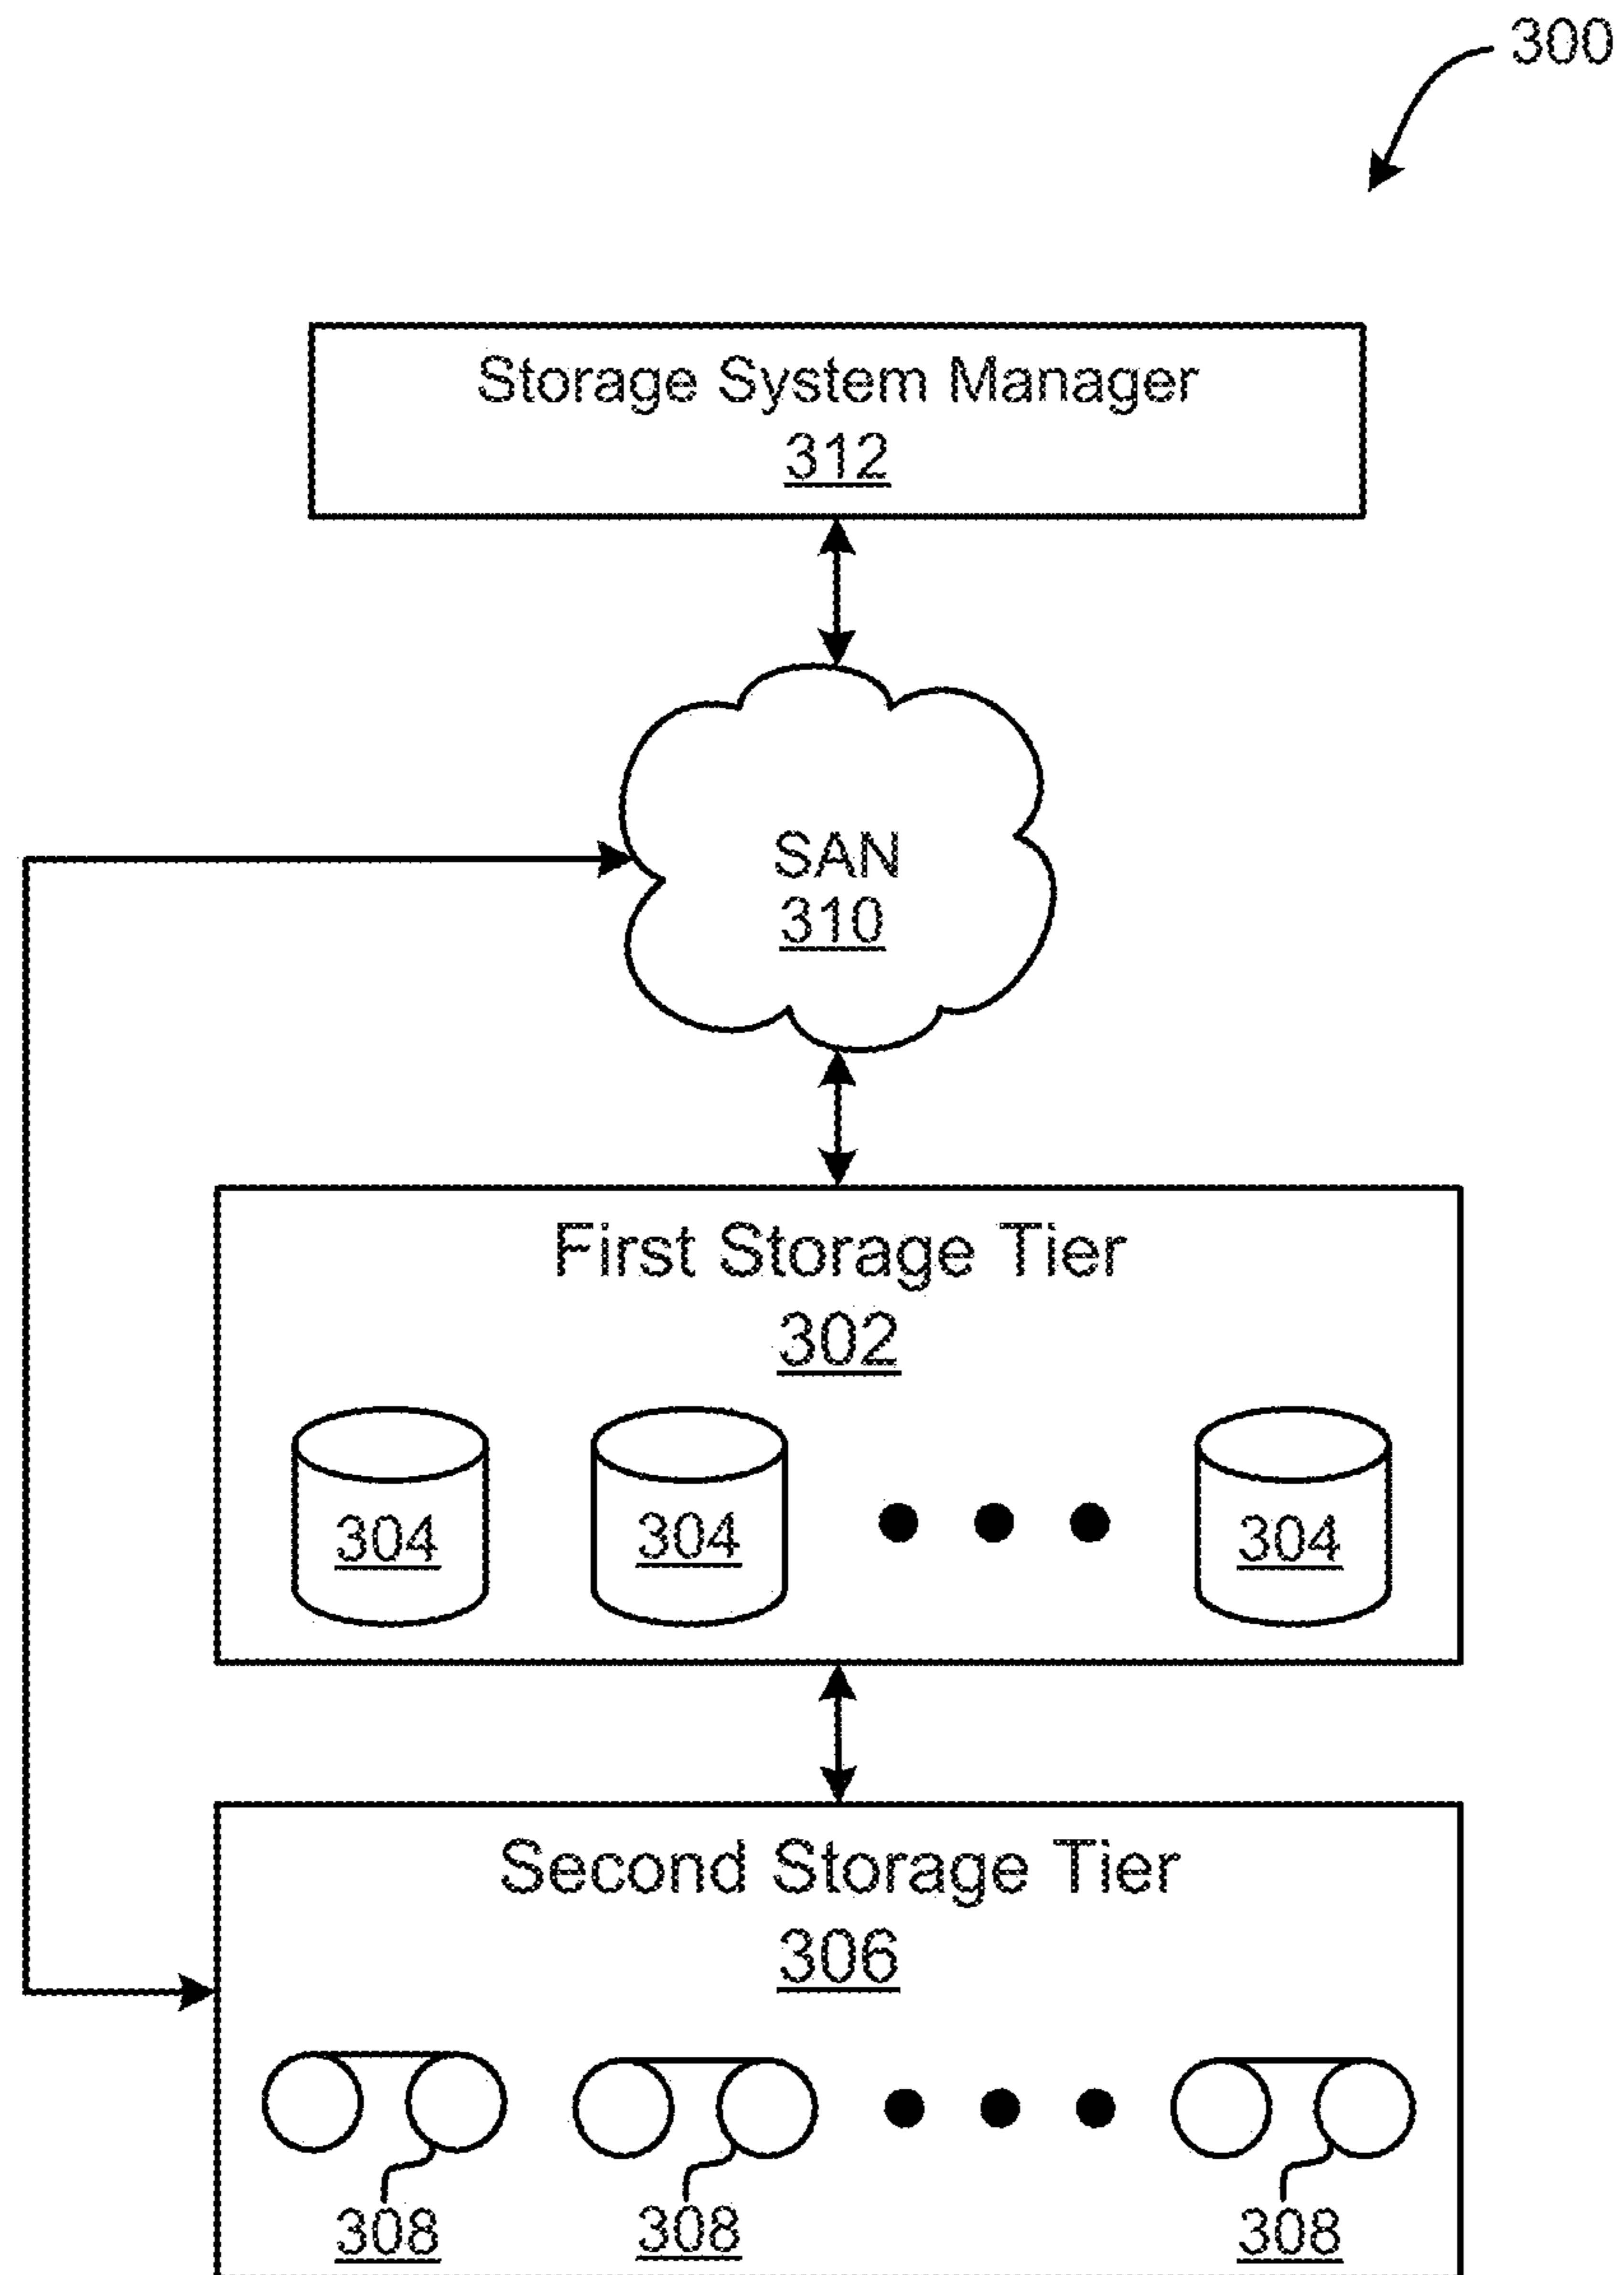 300
Storage System Manager
312
SAN
310
First Storage Tier
302
304 304 304
Second Storage Tier
306
308 308 308